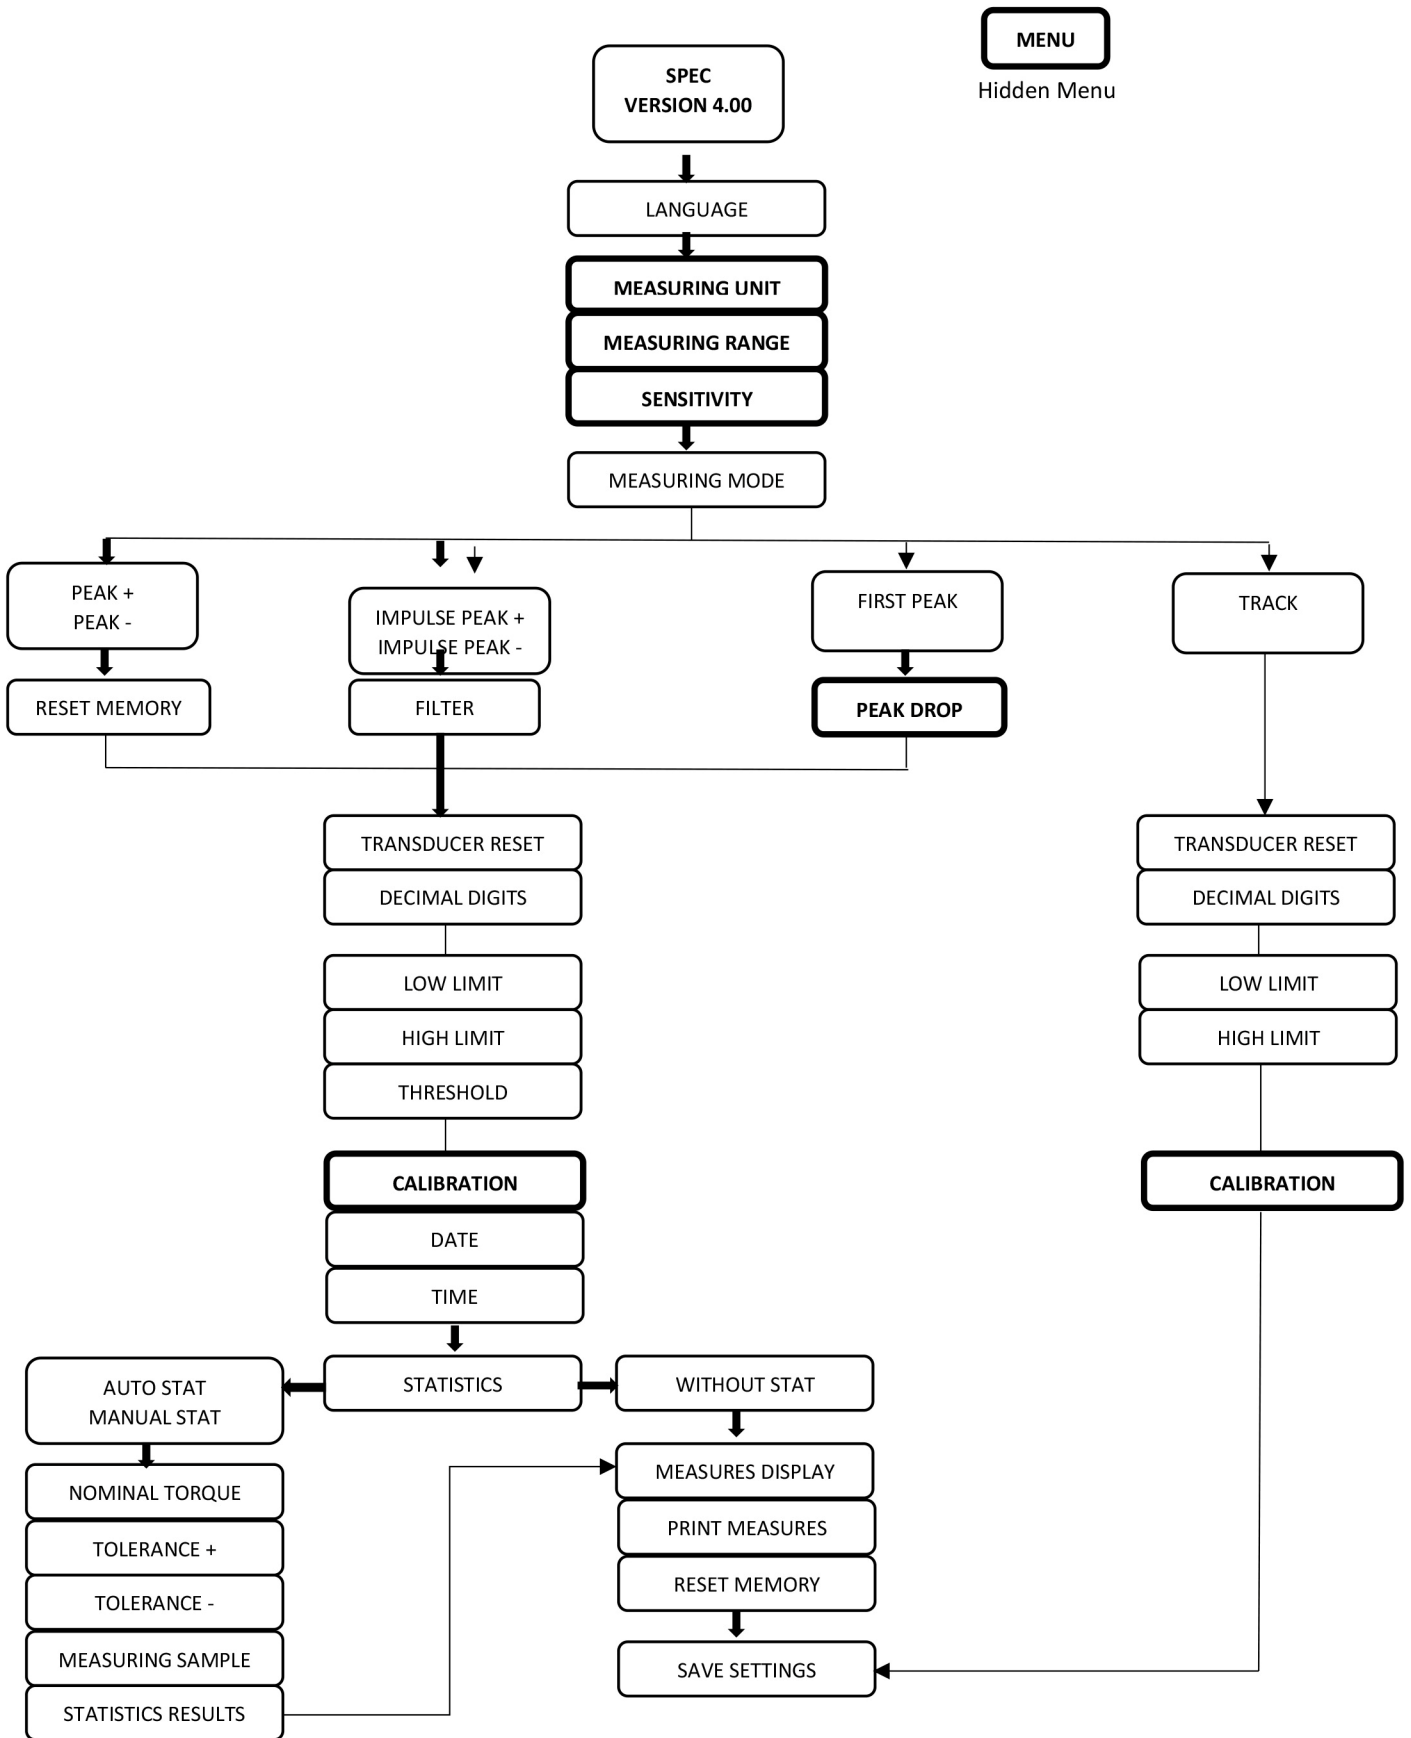 MENU
Hidden Menu
SPEC
VERSION 4.00
LANGUAGE
MEASURING UNIT
MEASURING RANGE
SENSITIVITY
MEASURING MODE
PEAK +
PEAK -
IMPULSE PEAK +
IMPULSE PEAK -
FIRST PEAK
TRACK
RESET MEMORY
FILTER
PEAK DROP
TRANSDUCER RESET
DECIMAL DIGITS
LOW LIMIT
HIGH LIMIT
THRESHOLD
CALIBRATION
DATE
TIME
TRANSDUCER RESET
DECIMAL DIGITS
LOW LIMIT
HIGH LIMIT
CALIBRATION
STATISTICS
AUTO STAT
MANUAL STAT
NOMINAL TORQUE
TOLERANCE +
TOLERANCE -
MEASURING SAMPLE
STATISTICS RESULTS
WITHOUT STAT
MEASURES DISPLAY
PRINT MEASURES
RESET MEMORY
SAVE SETTINGS